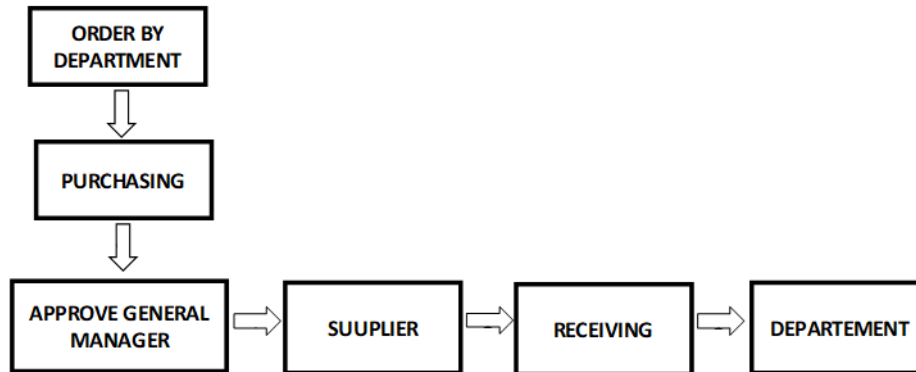 ORDER BY
DEPARTMENT
PURCHASING
APPROVE GENERAL
MANAGER
SUUPLIER
RECEIVING
DEPARTEMENT